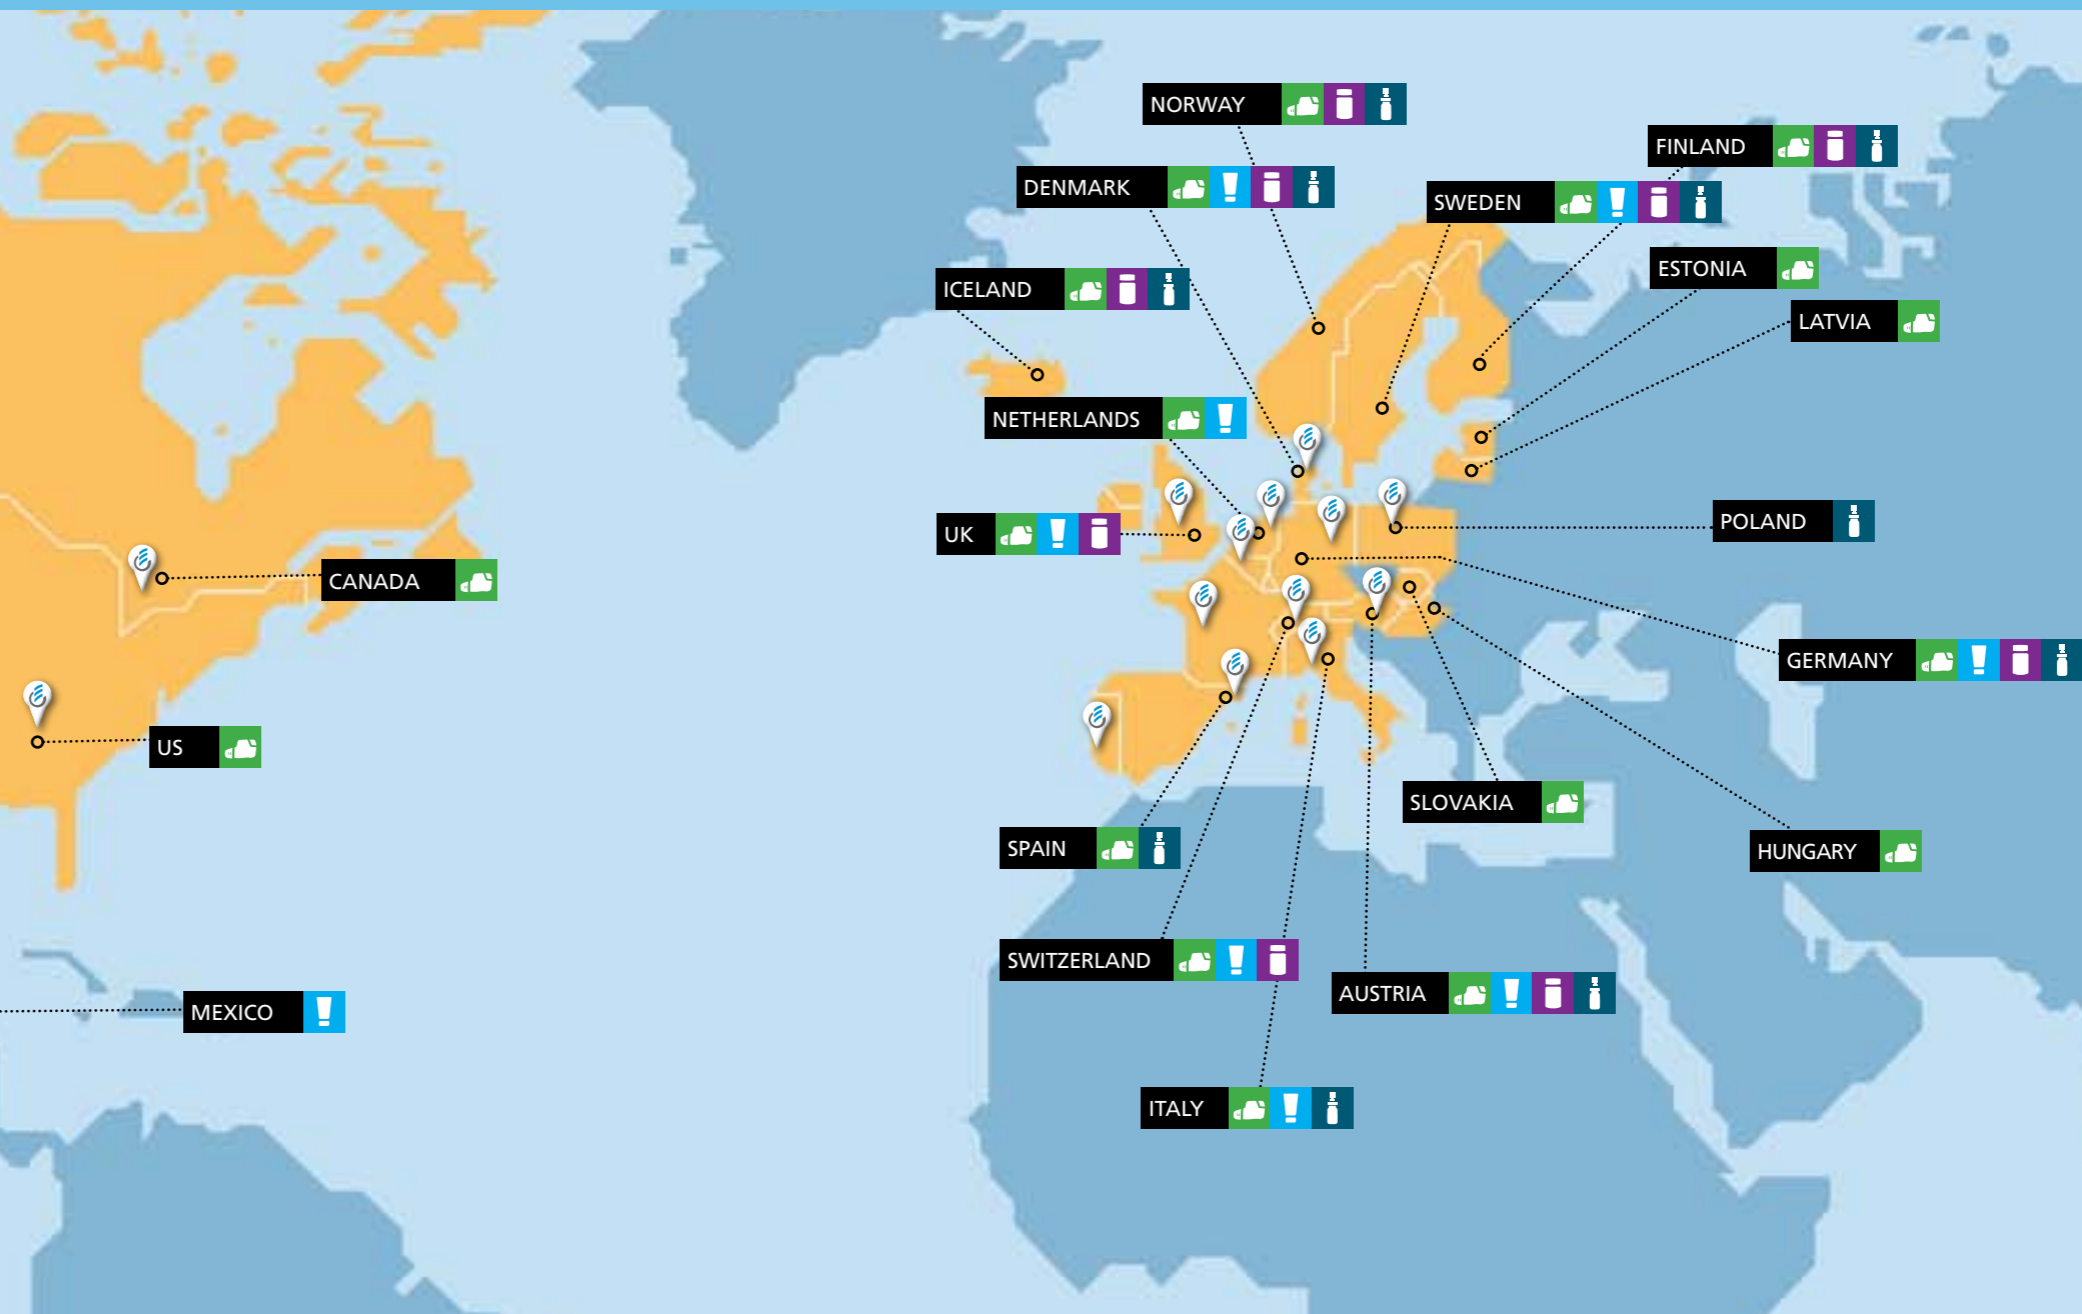 NORWAY
FINLAND
DENMARK
SWEDEN
ESTONIA
ICELAND
LATVIA
NETHERLANDS
POLAND
UK
CANADA
GERMANY
US
SLOVAKIA
SPAIN
HUNGARY
SWITZERLAND
AUSTRIA
MEXICO
ITALY